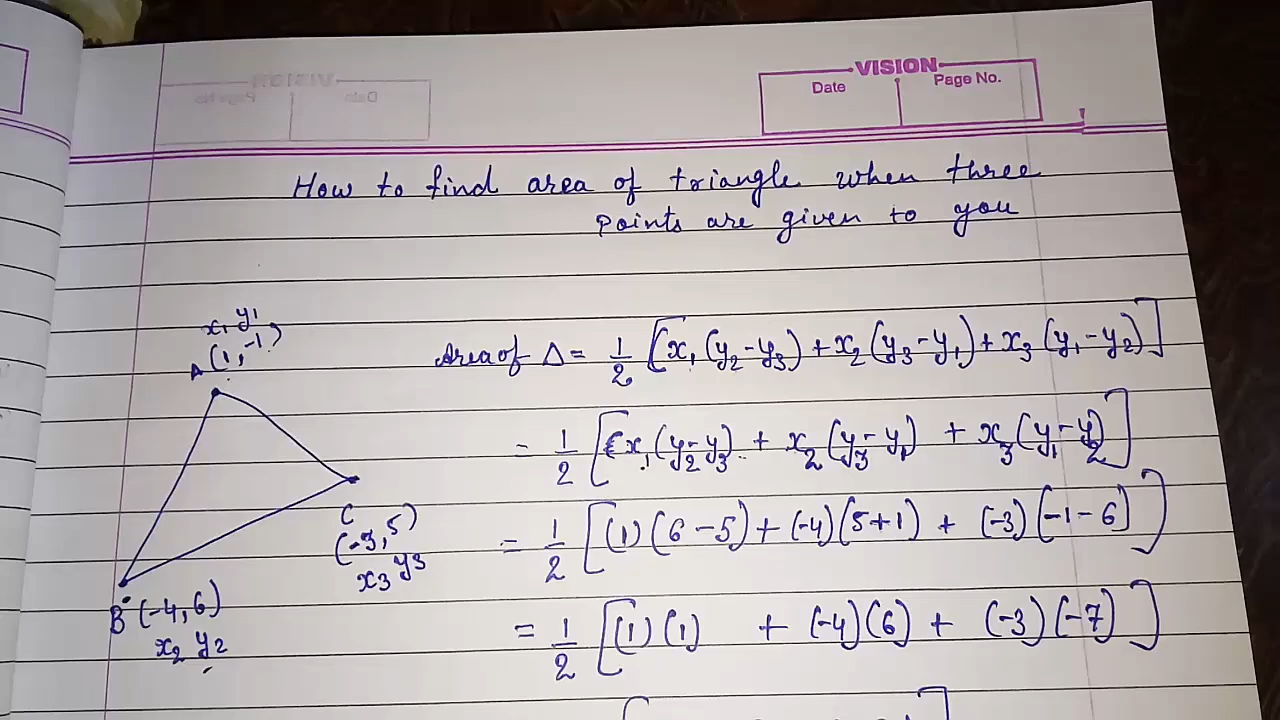 VISION
Date Page No.
How to find area of triangle when three
points are given to you
x1 y1
A (1, -1)
Area of Δ = 1/2 [x1 (y2 - y3) + x2 (y3 - y1) + x3 (y1 - y2)]
= 1/2 [x1 (y2 - y3) + x2 (y3 - y1) + x3 (y1 - y2)]
C
(-3, 5)
x3 y3
= 1/2 [(1) (6 - 5) + (-4) (5 + 1) + (-3) (-1 - 6)]
B (-4, 6)
x2 y2
= 1/2 [(1) (1) + (-4) (6) + (-3) (-7)]